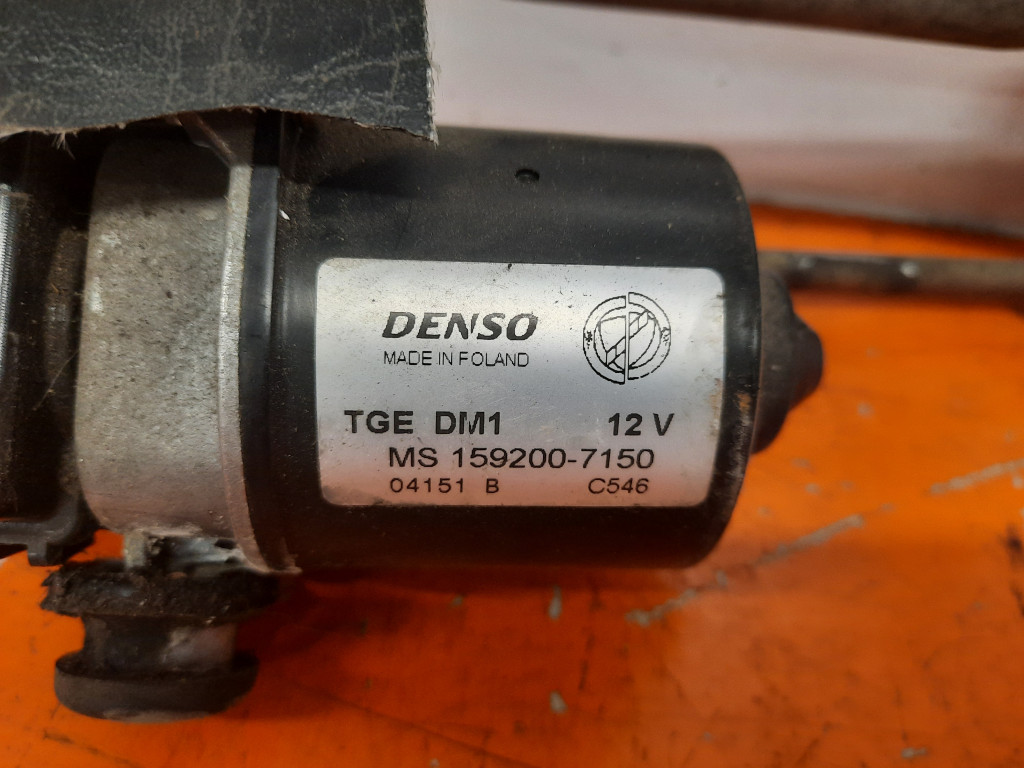 DENSO
MADE IN POLAND
TGE DM1 12 V
MS 159200-7150
04151 B C546